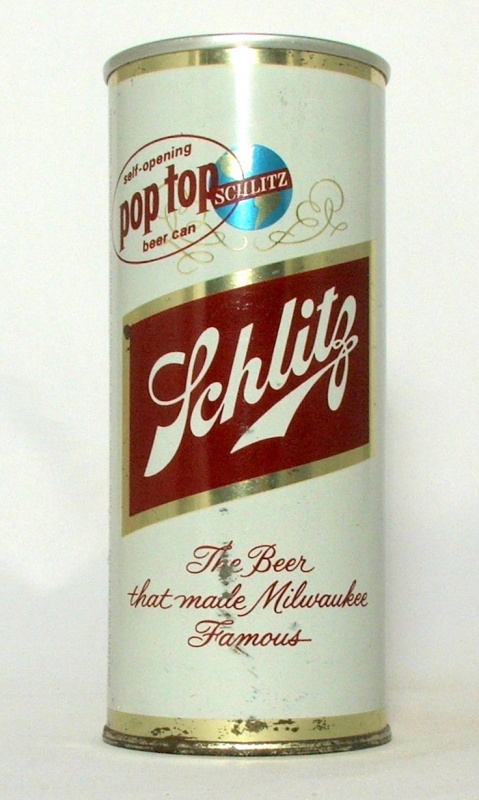 self-opening
pop top
beer can
SCHLITZ
Schlitz
The Beer
that made Milwaukee
Famous